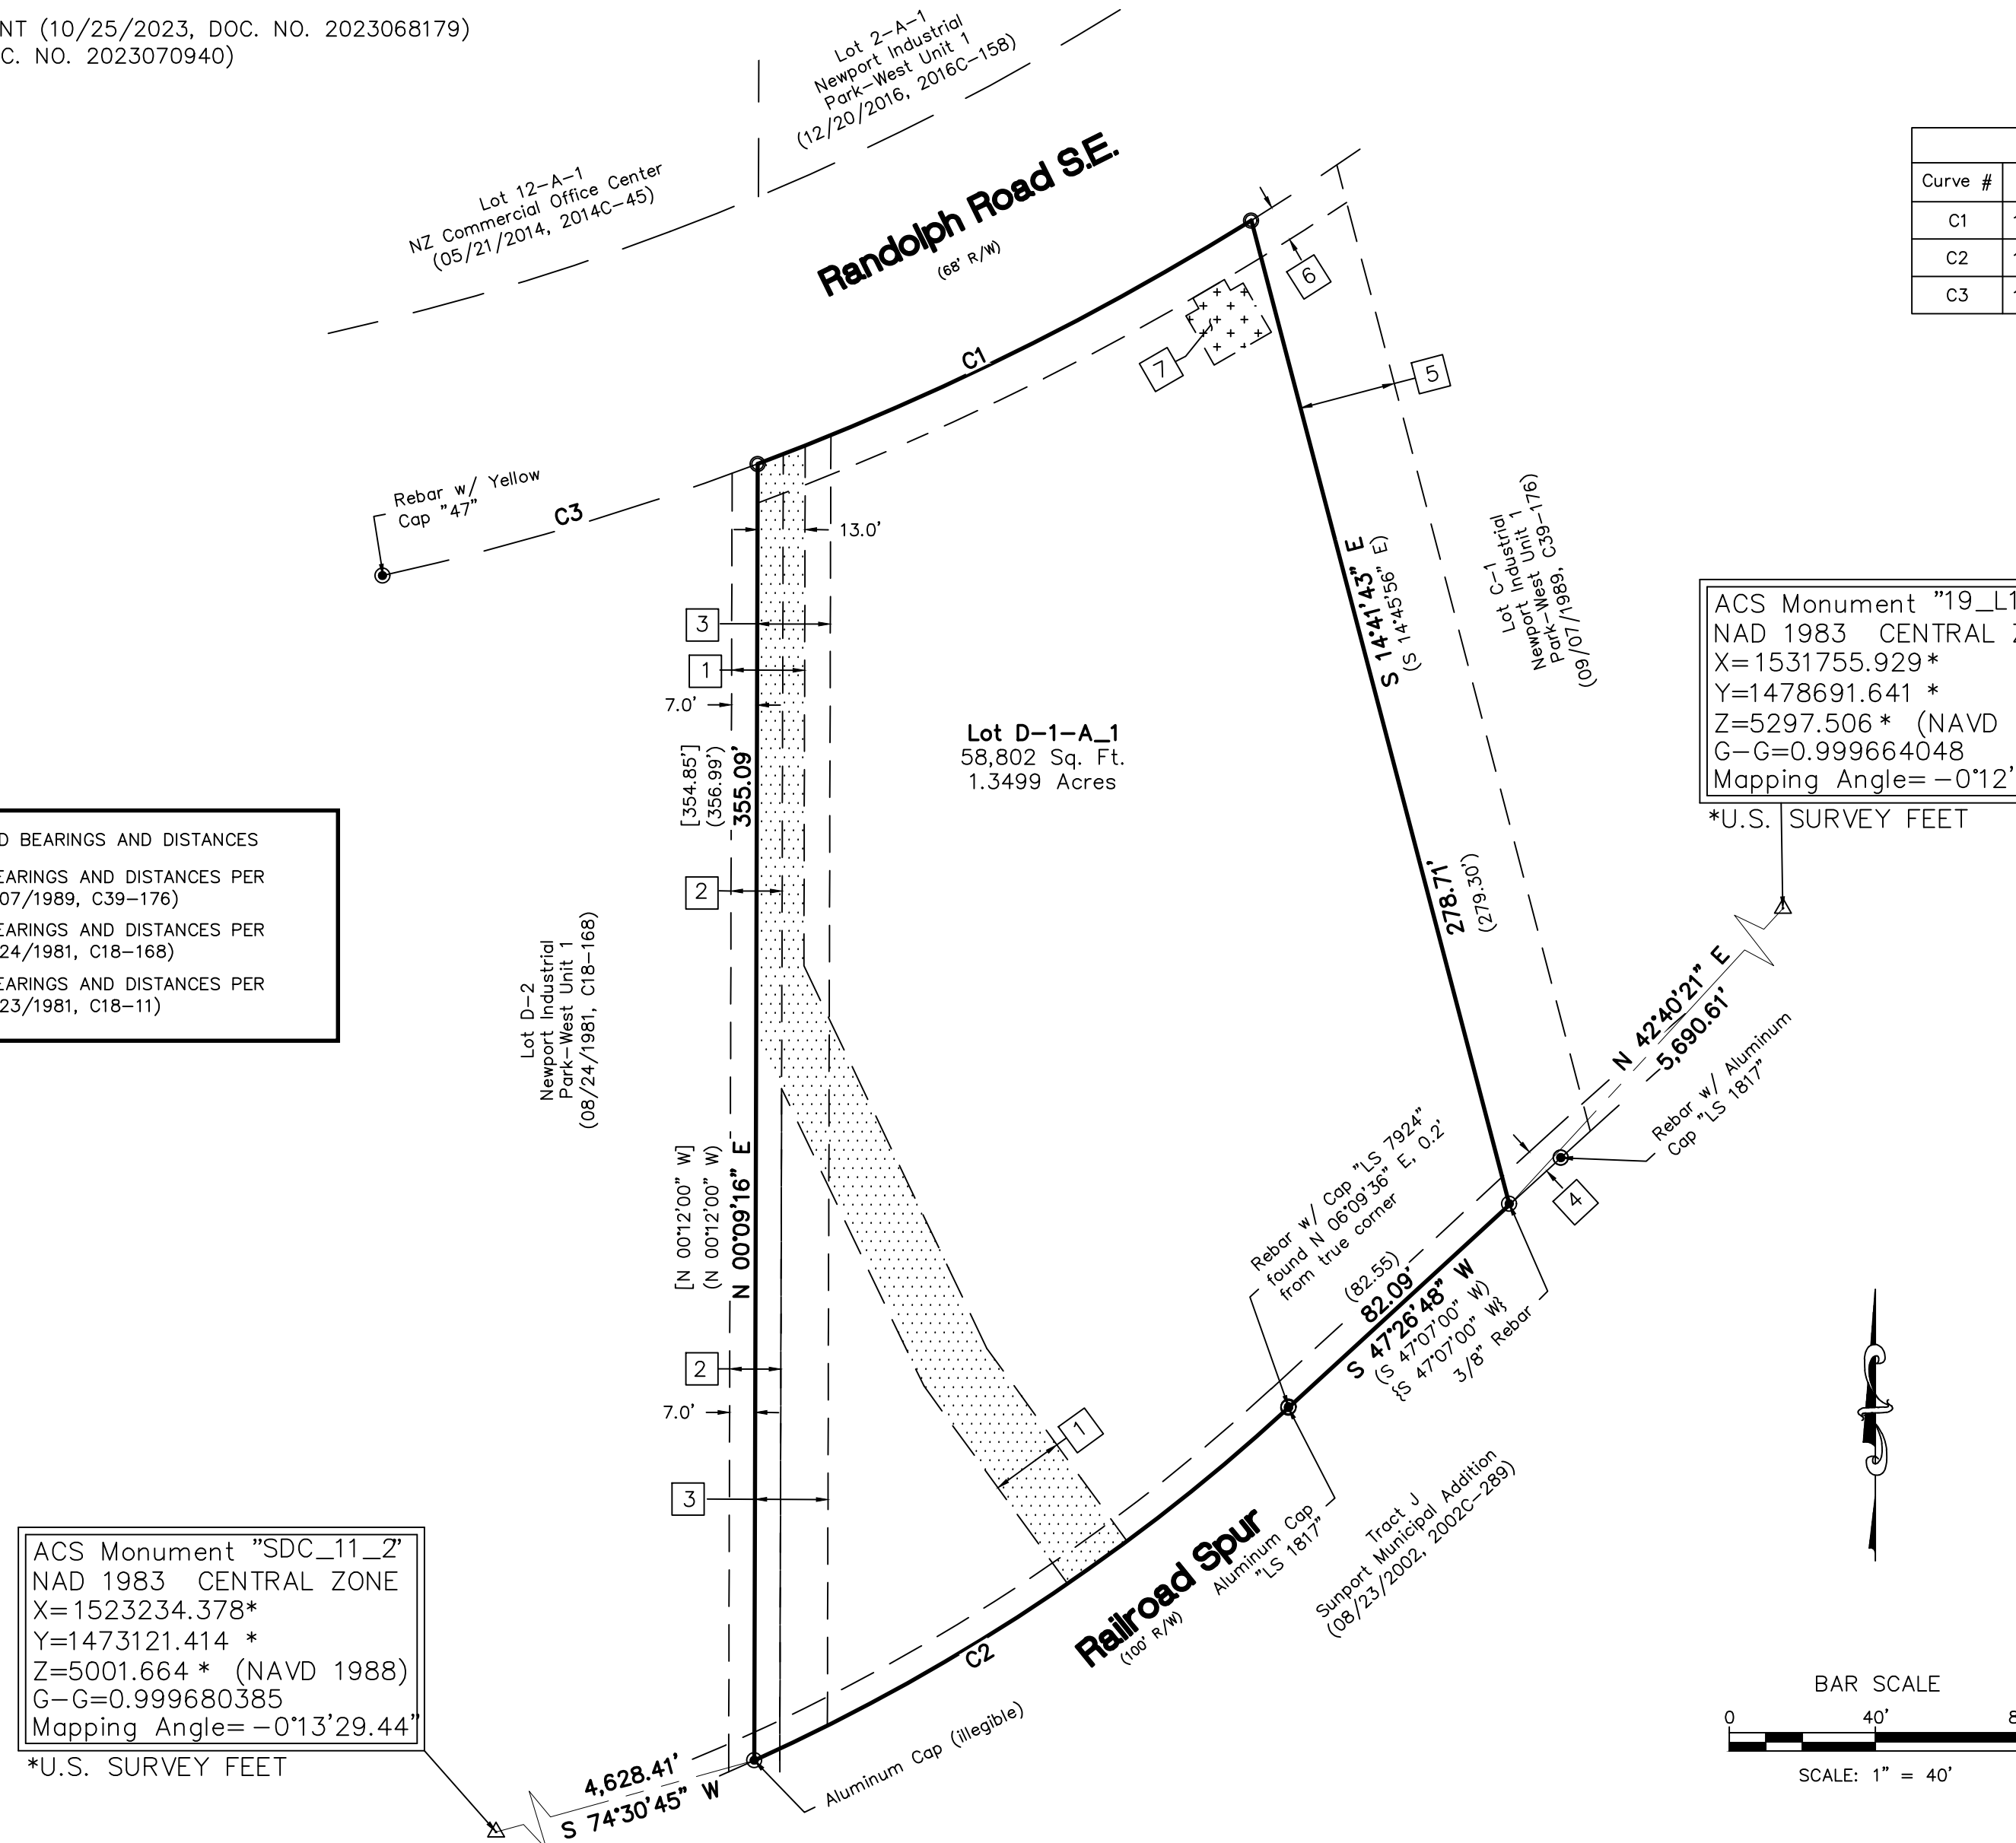 NT (10/25/2023, DOC. NO. 2023068179)
C. NO. 2023070940)
Lot 2-A-1
Newport Industrial
Park-West Unit 1
(12/20/2016, 2016C-158)
Lot 12-A-1
NZ Commercial Office Center
(05/21/2014, 2014C-45)
Randolph Road S.E.
(68' R/W)
Curve #
C1
C2
C3
6
7
5
C1
Rebar w/ Yellow
Cap "47"
C3
13.0'
3
1
7.0'
[354.85']
(356.99')
355.09'
Lot D-1-A_1
58,802 Sq. Ft.
1.3499 Acres
S 14°41'43" E
(S 14°45'56" E)
278.71'
(279.30')
Lot C-1
Newport Industrial
Park-West Unit 1
(09/07/1989, C39-176)
ACS Monument "19_L1
NAD 1983 CENTRAL Z
X=1531755.929*
Y=1478691.641 *
Z=5297.506* (NAVD
G-G=0.999664048
Mapping Angle=-0°12'
*U.S. SURVEY FEET
D BEARINGS AND DISTANCES
EARINGS AND DISTANCES PER
07/1989, C39-176)
EARINGS AND DISTANCES PER
24/1981, C18-168)
EARINGS AND DISTANCES PER
23/1981, C18-11)
2
Lot D-2
Newport Industrial
Park-West Unit 1
(08/24/1981, C18-168)
[N 00°12'00" W]
(N 00°12'00" W)
N 00°09'16" E
N 42°40'21" E
5,690.61'
Rebar w/ Aluminum
Cap "LS 1817"
4
Rebar w/ Cap "LS 7924"
found N 06°09'36" E, 0.2'
from true corner
(82.55)
82.09'
S 47°26'48" W
(S 47°07'00" W)
{S 47°07'00" W}
3/8" Rebar
2
7.0'
1
3
Aluminum Cap
"LS 1817"
Tract J
Sunport Municipal Addition
(08/23/2002, 2002C-289)
Railroad Spur
(100' R/W)
C2
ACS Monument "SDC_11_2"
NAD 1983 CENTRAL ZONE
X=1523234.378*
Y=1473121.414 *
Z=5001.664 * (NAVD 1988)
G-G=0.999680385
Mapping Angle=-0°13'29.44"
*U.S. SURVEY FEET
4,628.41'
S 74°30'45" W
Aluminum Cap (illegible)
BAR SCALE
0 40' 8
SCALE: 1" = 40'